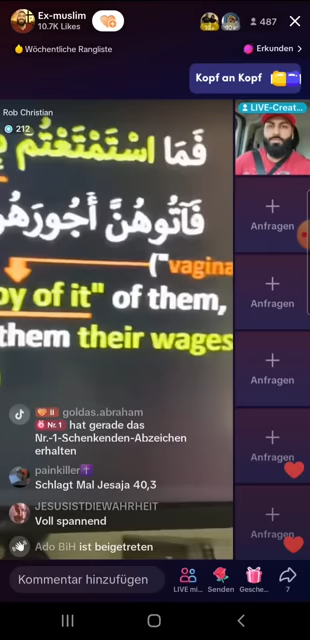 Ex-muslim
10.7K Likes
487
Wöchentliche Rangliste
Erkunden
Kopf an Kopf
Rob Christian
212
LIVE-Creat...
فَمَا اسْتَمْتَعْتُم
فَآتُوهُنَّ أُجُورَهُ
("vagina
oy of it" of them,
them their wages
Anfragen
Anfragen
Anfragen
Anfragen
Anfragen
II goldas.abraham
Nr. 1 hat gerade das
Nr.-1-Schenkenden-Abzeichen
erhalten
painkiller
Schlagt Mal Jesaja 40,3
JESUSISTDIEWAHRHEIT
Voll spannend
Ado BiH ist beigetreten
Kommentar hinzufügen
LIVE mi...
Senden
Gesche...
7